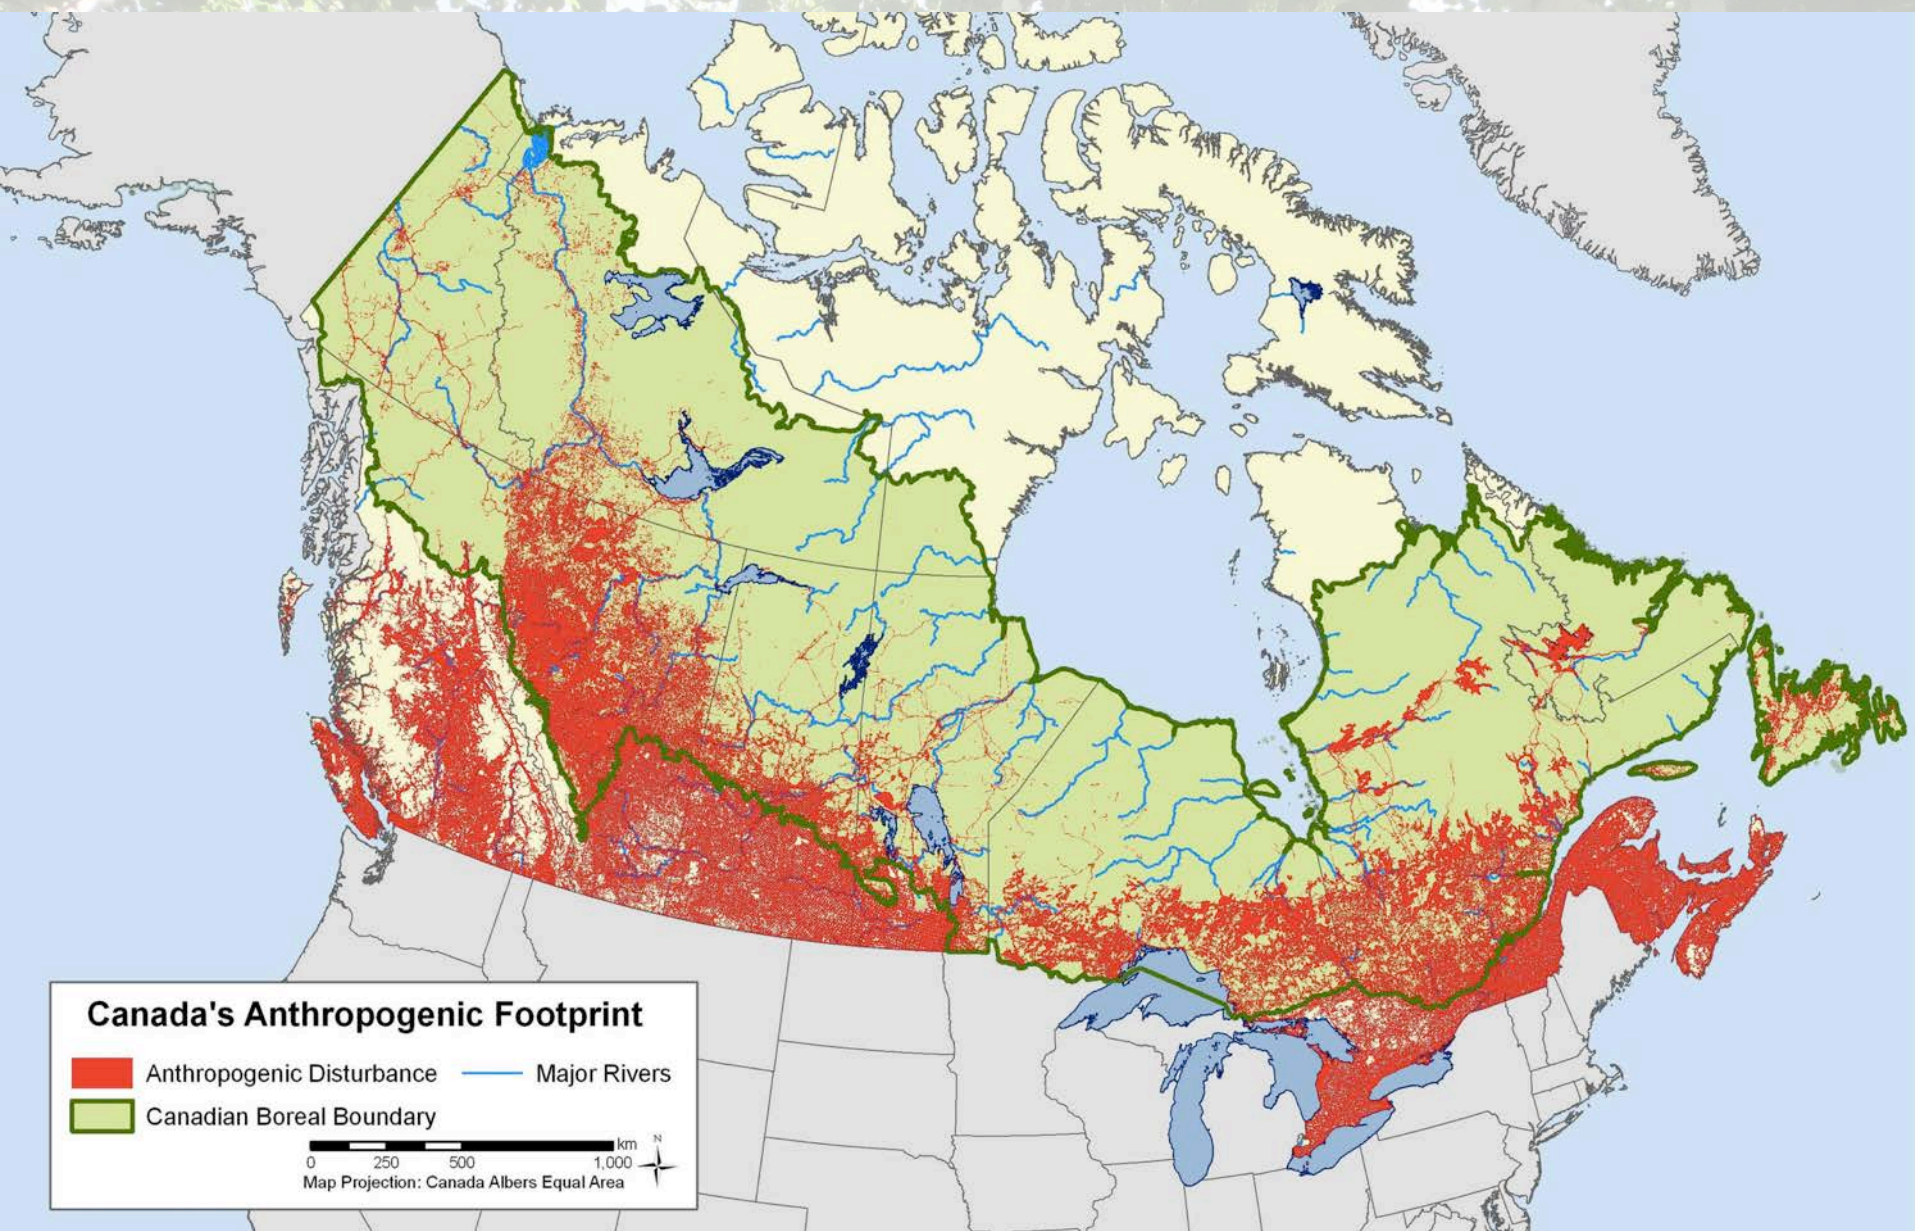 Canada's Anthropogenic Footprint
Anthropogenic Disturbance
Major Rivers
Canadian Boreal Boundary
km
N
0 250 500 1,000
Map Projection: Canada Albers Equal Area